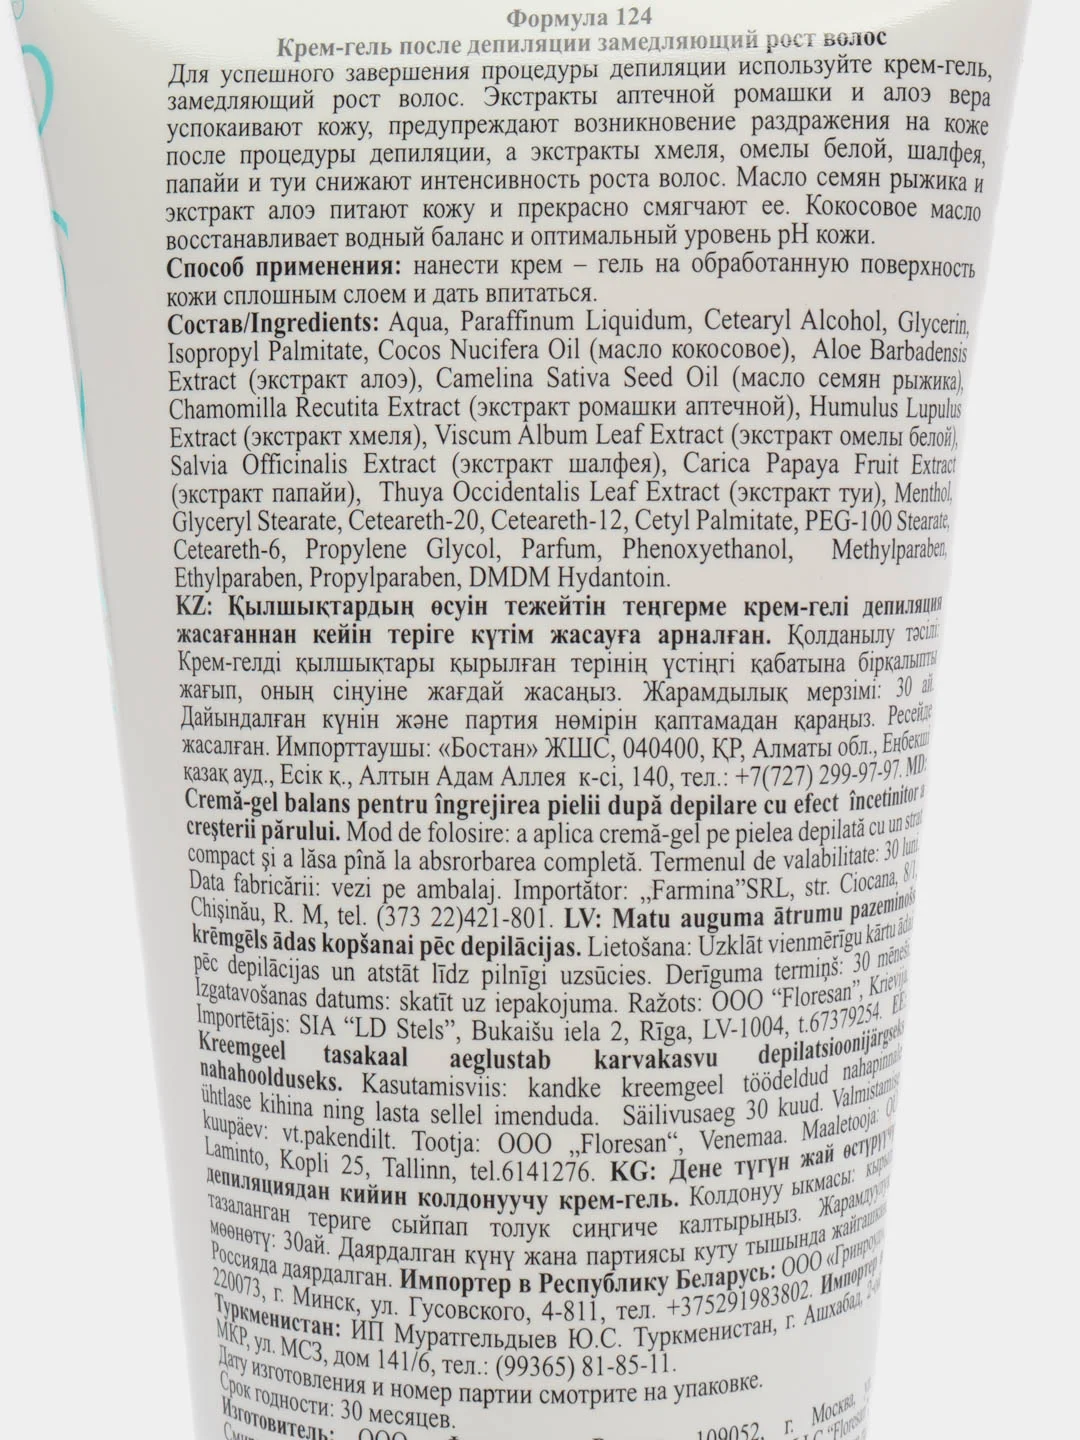 Формула 124
Крем-гель после депиляции замедляющий рост волос
Для успешного завершения процедуры депиляции используйте крем-гель,
замедляющий рост волос. Экстракты аптечной ромашки и алоэ вера
успокаивают кожу, предупреждают возникновение раздражения на коже
после процедуры депиляции, а экстракты хмеля, омелы белой, шалфея,
папайи и туи снижают интенсивность роста волос. Масло семян рыжика и
экстракт алоэ питают кожу и прекрасно смягчают ее. Кокосовое масло
восстанавливает водный баланс и оптимальный уровень pH кожи.
Способ применения: нанести крем – гель на обработанную поверхность
кожи сплошным слоем и дать впитаться.
Состав/Ingredients: Aqua, Paraffinum Liquidum, Cetearyl Alcohol, Glycerin,
Isopropyl Palmitate, Cocos Nucifera Oil (масло кокосовое), Aloe Barbadensis
Extract (экстракт алоэ), Camelina Sativa Seed Oil (масло семян рыжика),
Chamomilla Recutita Extract (экстракт ромашки аптечной), Humulus Lupulus
Extract (экстракт хмеля), Viscum Album Leaf Extract (экстракт омелы белой),
Salvia Officinalis Extract (экстракт шалфея), Carica Papaya Fruit Extract
(экстракт папайи), Thuya Occidentalis Leaf Extract (экстракт туи), Menthol,
Glyceryl Stearate, Ceteareth-20, Ceteareth-12, Cetyl Palmitate, PEG-100 Stearate,
Ceteareth-6, Propylene Glycol, Parfum, Phenoxyethanol, Methylparaben,
Ethylparaben, Propylparaben, DMDM Hydantoin.
KZ: Қылшықтардың өсуін тежейтін теңгерме крем-гелі депиляция
жасағаннан кейін теріге күтім жасауға арналған. Қолданылу тәсілі:
Крем-гелді қылшықтары қырылған терінің үстіңгі қабатына бірқалыпты
жағып, оның сіңуіне жағдай жасаңыз. Жарамдылық мерзімі: 30 ай.
Дайындалған күнін және партия нөмірін қаптамадан қараңыз. Ресейде
жасалған. Импорттаушы: «Бостан» ЖШС, 040400, ҚР, Алматы обл., Еңбекші
қазақ ауд., Есік қ., Алтын Адам Аллея к-сі, 140, тел.: +7(727) 299-97-97. MD:
Cremă-gel balans pentru îngrejirea pielii după depilare cu efect încetinitor a
creşterii părului. Mod de folosire: a aplica cremă-gel pe pielea depilată cu un strat
compact şi a lăsa pînă la absrorbarea completă. Termenul de valabilitate: 30 luni.
Data fabricării: vezi pe ambalaj. Importător: „Farmina”SRL, str. Ciocana, 8/1,
Chişinău, R. M, tel. (373 22)421-801. LV: Matu auguma ātrumu pazeminošs
krēmgēls ādas kopšanai pēc depilācijas. Lietošana: Uzklāt vienmērīgu kārtu ādai
pēc depilācijas un atstāt līdz pilnīgi uzsūcies. Derīguma termiņš: 30 mēneši.
Izgatavošanas datums: skatīt uz iepakojuma. Ražots: OOO “Floresan”, Krievija.
Importētājs: SIA “LD Stels”, Bukaišu iela 2, Rīga, LV-1004, t.67379254. EE:
Kreemgeel tasakaal aeglustab karvakasvu depilatsioonijärgseks
nahahoolduseks. Kasutamisviis: kandke kreemgeel töödeldud nahapinnale
ühtlase kihina ning lasta sellel imenduda. Säilivusaeg 30 kuud. Valmistamise
kuupäev: vt.pakendilt. Tootja: OOO „Floresan“, Venemaa. Maaletooja: OÜ
Laminto, Kopli 25, Tallinn, tel.6141276. KG: Дене түгүн жай өстүрүүчү
депиляциядан кийин колдонуучу крем-гель. Колдонуу ыкмасы:
тазаланган териге сыйпап толук сиңгиче калтырыңыз. Жарамдуулук
мөөнөтү: 30ай. Даярдалган күнү жана партиясы куту тышында
Россияда даярдалган. Импортер в Республику Беларусь: ООО
220073, г. Минск, ул. Гусовского, 4-811, тел. +375291983802. Импортер в
Туркменистан: ИП Муратгельдыев Ю.С. Туркменистан, г. Ашхабад,
МКР, ул. МСЗ, дом 141/6, тел.: (99365) 81-85-11.
Дату изготовления и номер партии смотрите на упаковке.
Срок годности: 30 месяцев.
Изготовитель: ООО 109052, г. Москва,